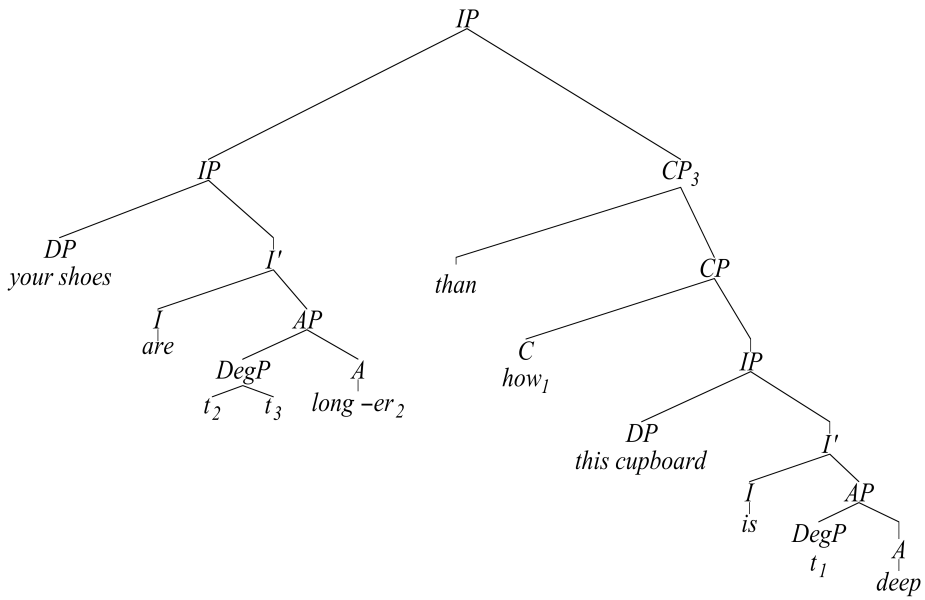 IP
IP CP3
DP
your shoes
I'
than
CP
I
are
AP
C
how1
DegP
A
t2 t3
long –er2
IP
DP
this cupboard
I'
I
is
AP
DegP
t1
A
deep